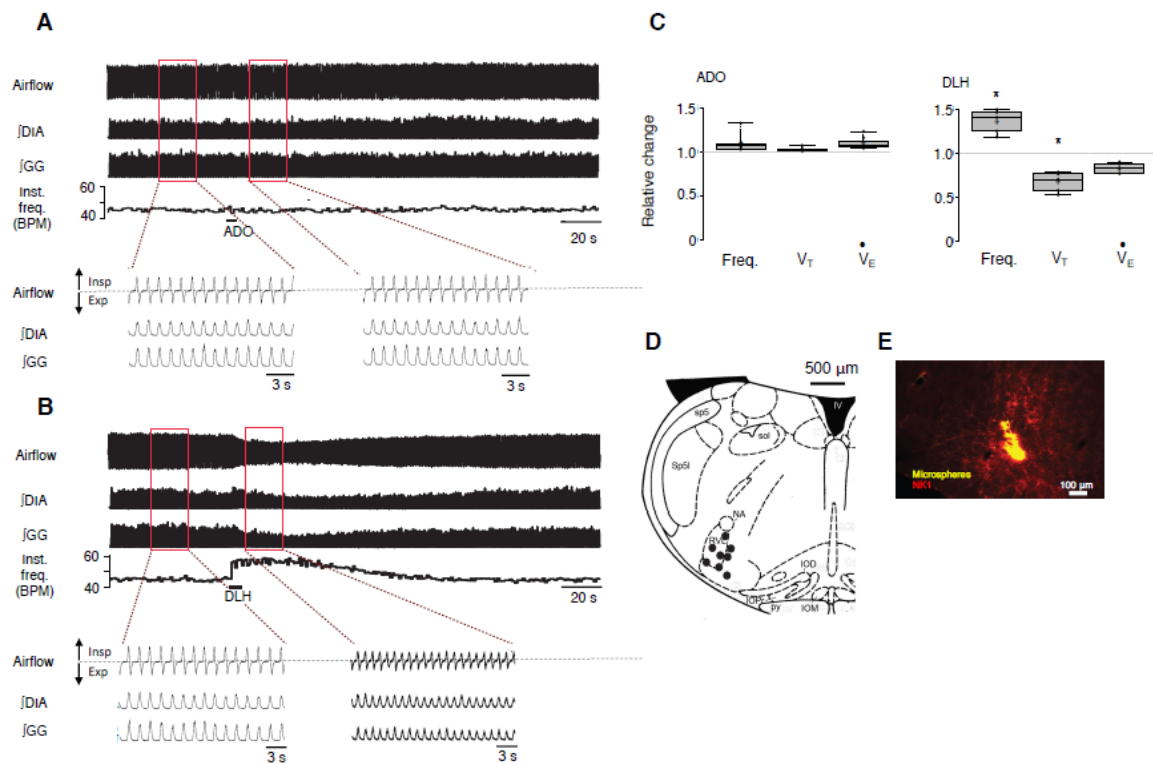 A
Airflow
∫DIA
∫GG
Inst.
freq.
(BPM)
60
40
ADO
20 s
Airflow
Insp
Exp
∫DIA
∫GG
3 s
3 s
B
Airflow
∫DIA
∫GG
Inst.
freq.
(BPM)
60
40
DLH
20 s
Airflow
Insp
Exp
∫DIA
∫GG
3 s
3 s
C
ADO
DLH
Relative change
1.5
1.0
0.5
0
Freq.
VT
V̇E
*
*
1.5
1.0
0.5
0
Freq.
VT
V̇E
D
500 µm
IV
sp5
sol
Sp5I
NA
IOD
py
IOM
E
Microspheres
NK1
100 µm